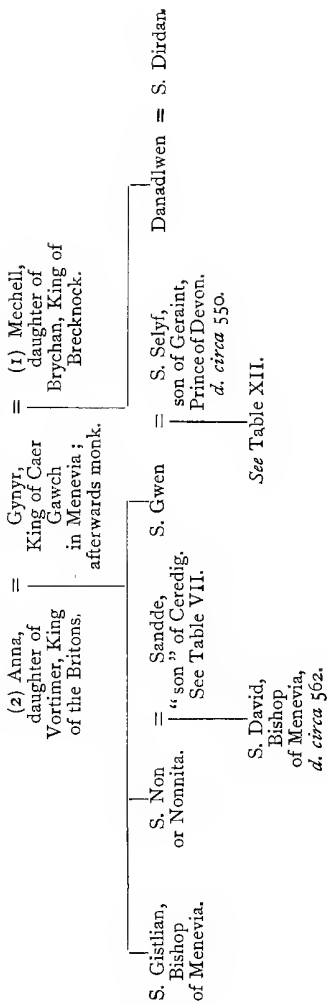 (2) Anna,
daughter of
Vortimer, King
of the Britons.
=
Gynyr,
King of Caer
Gawch
in Menevia;
afterwards monk.
=
(1) Mechell,
daughter of
Brychan, King of
Brecknock.
S. Gistlian,
Bishop
of Menevia.
S. Non
or Nonnita.
=
Sandde,
"son" of Ceredig.
See Table VII.
S. Gwen
=
S. Selyf,
son of Geraint,
Prince of Devon.
d. circa 550.
Danadlwen = S. Dirdan.
S. David,
Bishop
of Menevia,
d. circa 562.
See Table XII.